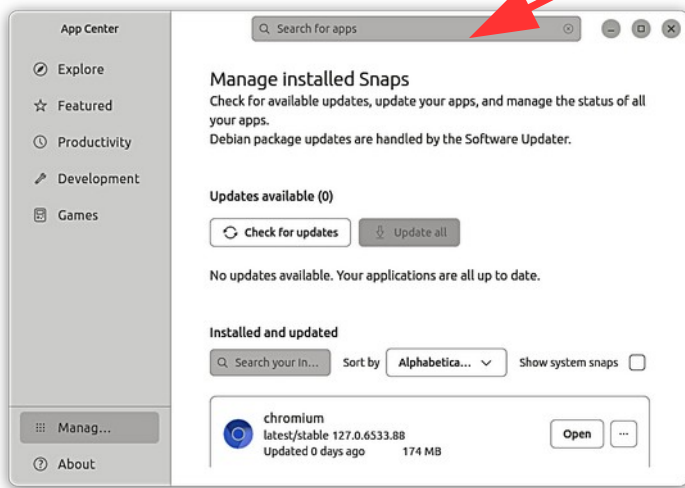 App Center
Search for apps
Explore
Featured
Productivity
Development
Games
Manag...
About
Manage installed Snaps
Check for available updates, update your apps, and manage the status of all
your apps.
Debian package updates are handled by the Software Updater.
Updates available (0)
Check for updates
Update all
No updates available. Your applications are all up to date.
Installed and updated
Search your in...
Sort by
Alphabetica...
Show system snaps
chromium
latest/stable 127.0.6533.88
Updated 0 days ago 174 MB
Open
...